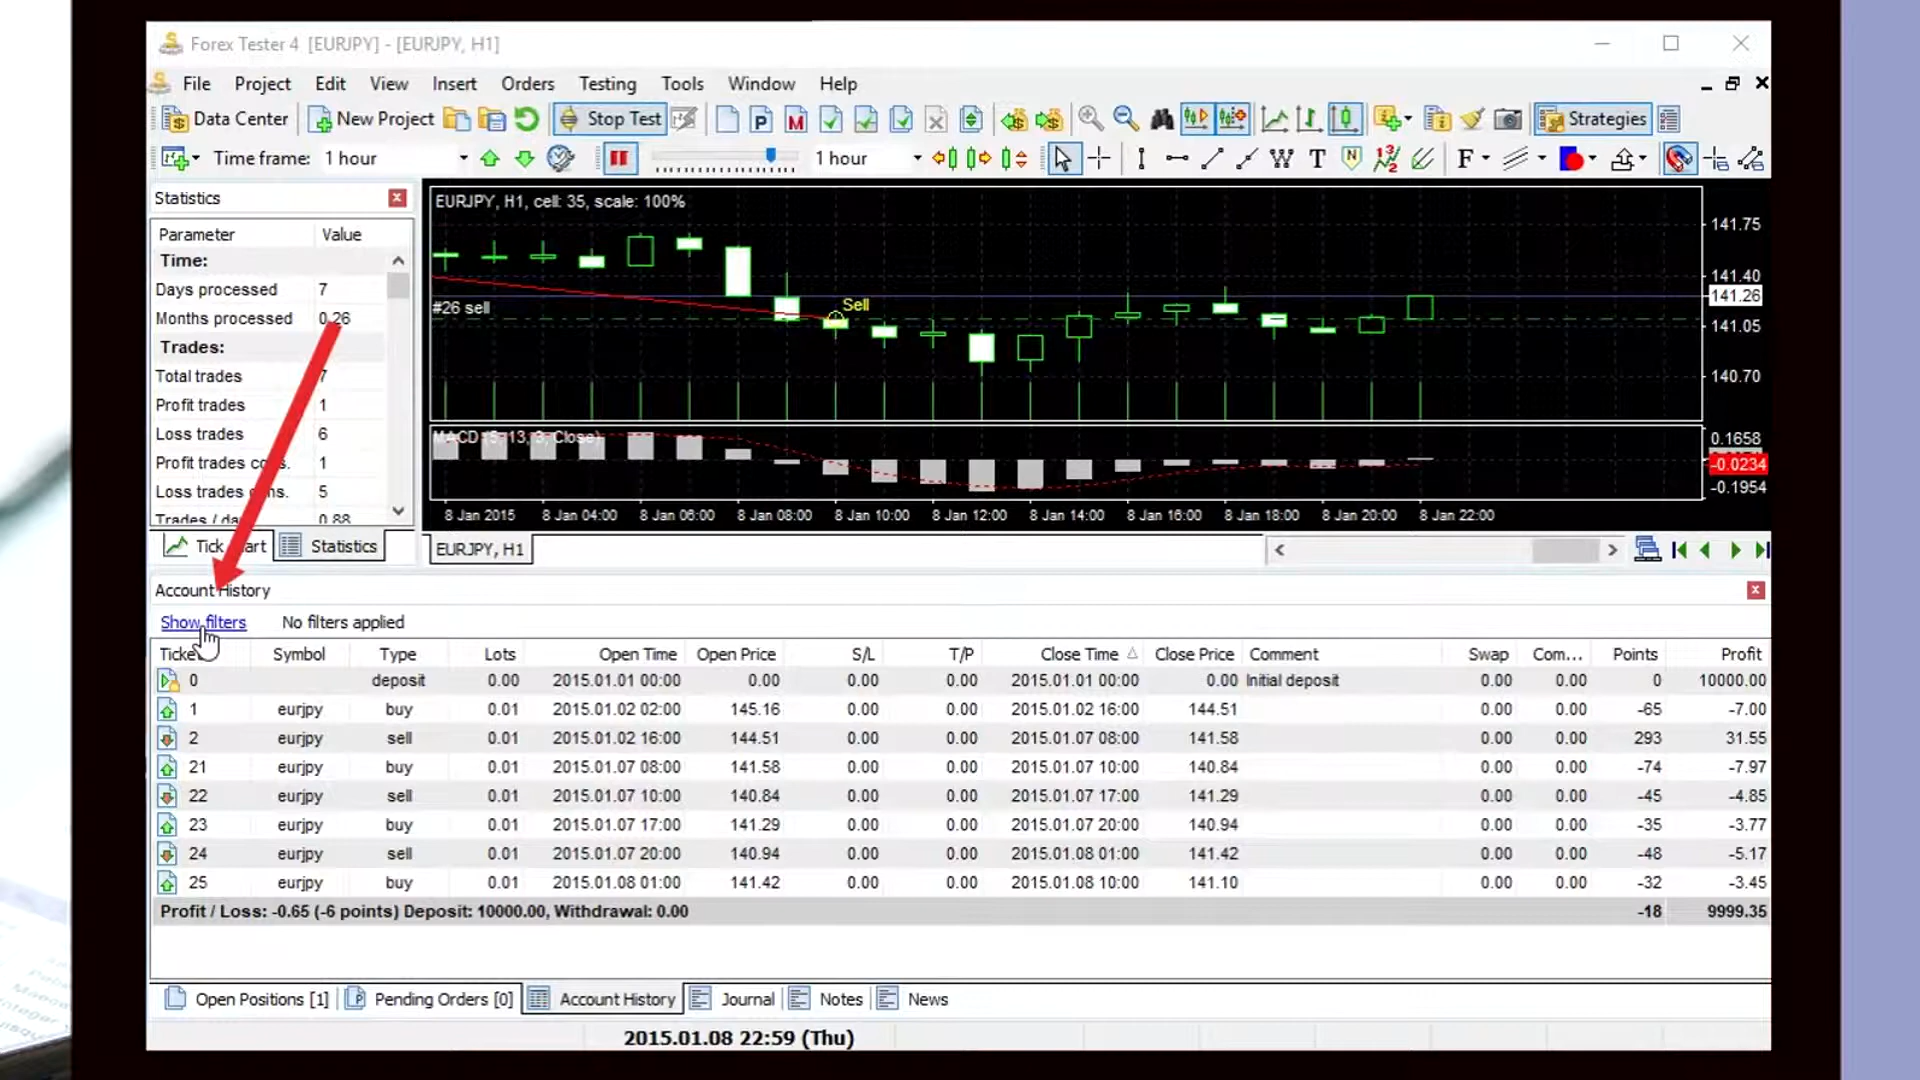 Forex Tester 4 [EURJPY] - [EURJPY, H1]
File Project Edit View Insert Orders Testing Tools Window Help
Data Center New Project Stop Test Strategies
Time frame: 1 hour 1 hour
Statistics
Parameter Value
Time:
Days processed 7
Months processed 0.26
Trades:
Total trades 7
Profit trades 1
Loss trades 6
Profit trades 1
Loss trades 5
0.88
Tick Statistics
EURJPY, H1, cell: 35, scale: 100%
#26 sell
Sell
141.75
141.40
141.26
141.05
140.70
MACD (5, 13, 3, Close)
0.1658
-0.0234
-0.1954
8 Jan 2015 8 Jan 04:00 8 Jan 06:00 8 Jan 08:00 8 Jan 10:00 8 Jan 12:00 8 Jan 14:00 8 Jan 16:00 8 Jan 18:00 8 Jan 20:00 8 Jan 22:00
EURJPY, H1
Account History
Show filters No filters applied
Symbol Type Lots Open Time Open Price S/L T/P Close Time Close Price Comment Swap Com... Points Profit
0 deposit 0.00 2015.01.01 00:00 0.00 0.00 0.00 2015.01.01 00:00 0.00 Initial deposit 0.00 0.00 0 10000.00
1 eurjpy buy 0.01 2015.01.02 02:00 145.16 0.00 0.00 2015.01.02 16:00 144.51 0.00 0.00 -65 -7.00
2 eurjpy sell 0.01 2015.01.02 16:00 144.51 0.00 0.00 2015.01.07 08:00 141.58 0.00 0.00 293 31.55
21 eurjpy buy 0.01 2015.01.07 08:00 141.58 0.00 0.00 2015.01.07 10:00 140.84 0.00 0.00 -74 -7.97
22 eurjpy sell 0.01 2015.01.07 10:00 140.84 0.00 0.00 2015.01.07 17:00 141.29 0.00 0.00 -45 -4.85
23 eurjpy buy 0.01 2015.01.07 17:00 141.29 0.00 0.00 2015.01.07 20:00 140.94 0.00 0.00 -35 -3.77
24 eurjpy sell 0.01 2015.01.07 20:00 140.94 0.00 0.00 2015.01.08 01:00 141.42 0.00 0.00 -48 -5.17
25 eurjpy buy 0.01 2015.01.08 01:00 141.42 0.00 0.00 2015.01.08 10:00 141.10 0.00 0.00 -32 -3.45
Profit / Loss: -0.65 (-6 points) Deposit: 10000.00, Withdrawal: 0.00 -18 9999.35
Open Positions [1] Pending Orders [0] Account History Journal Notes News
2015.01.08 22:59 (Thu)